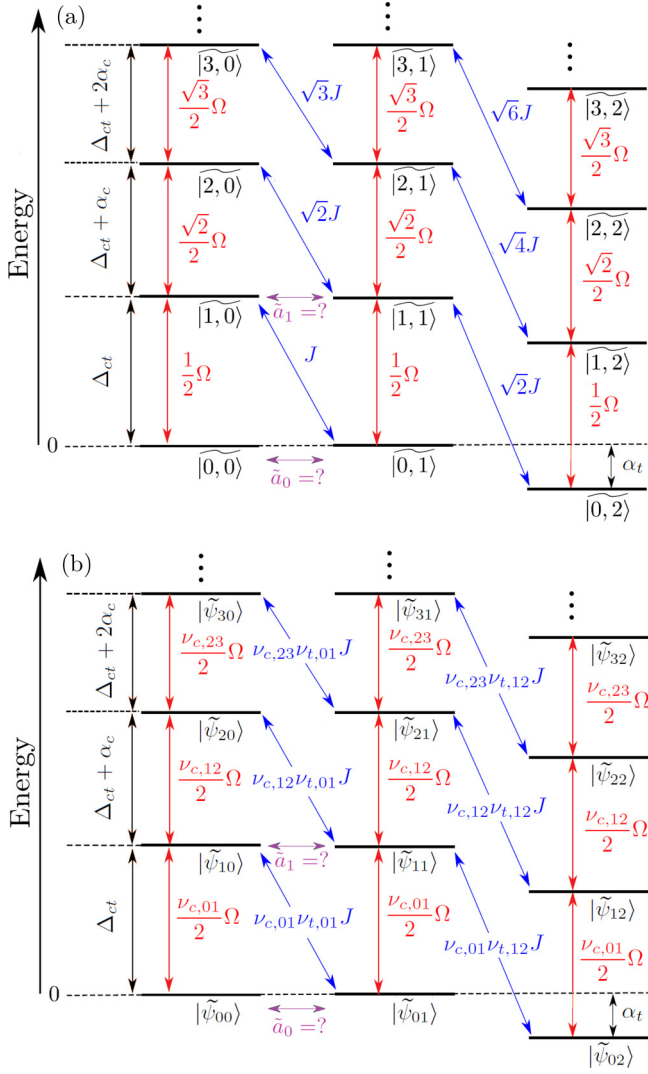 (a)
Energy
0
Δ_ct + 2α_c
Δ_ct + α_c
Δ_ct
|3,0⟩~ |3,1⟩~ |3,2⟩~
√3/2 Ω √3 J √3/2 Ω √6 J √3/2 Ω
|2,0⟩~ |2,1⟩~ |2,2⟩~
√2/2 Ω √2 J √2/2 Ω √4 J √2/2 Ω
ã_1 =?
|1,0⟩~ |1,1⟩~ |1,2⟩~
1/2 Ω J 1/2 Ω √2 J 1/2 Ω
|0,0⟩~ |0,1⟩~ |0,2⟩~
ã_0 =?
α_t
(b)
Energy
0
Δ_ct + 2α_c
Δ_ct + α_c
Δ_ct
|ψ̃_30⟩ |ψ̃_31⟩ |ψ̃_32⟩
ν_c,23/2 Ω ν_c,23 ν_t,01 J ν_c,23/2 Ω ν_c,23 ν_t,12 J ν_c,23/2 Ω
|ψ̃_20⟩ |ψ̃_21⟩ |ψ̃_22⟩
ν_c,12/2 Ω ν_c,12 ν_t,01 J ν_c,12/2 Ω ν_c,12 ν_t,12 J ν_c,12/2 Ω
ã_1 =?
|ψ̃_10⟩ |ψ̃_11⟩ |ψ̃_12⟩
ν_c,01/2 Ω ν_c,01 ν_t,01 J ν_c,01/2 Ω ν_c,01 ν_t,12 J ν_c,01/2 Ω
|ψ̃_00⟩ |ψ̃_01⟩ |ψ̃_02⟩
ã_0 =?
α_t